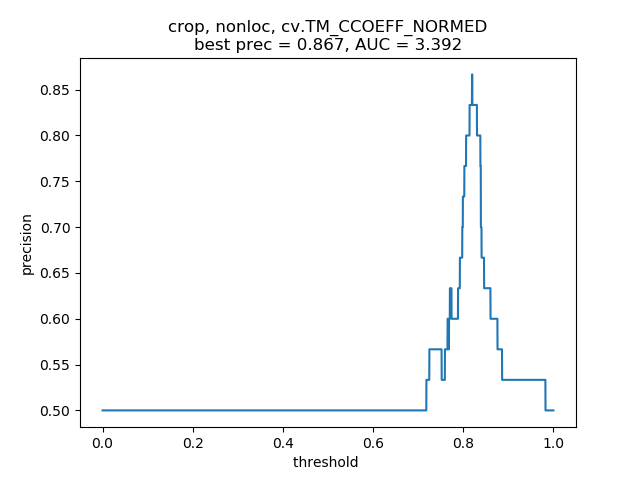 crop, nonloc, cv.TM_CCOEFF_NORMED
best prec = 0.867, AUC = 3.392
0.85
0.80
0.75
0.70
0.65
0.60
0.55
0.50
precision
0.0 0.2 0.4 0.6 0.8 1.0
threshold